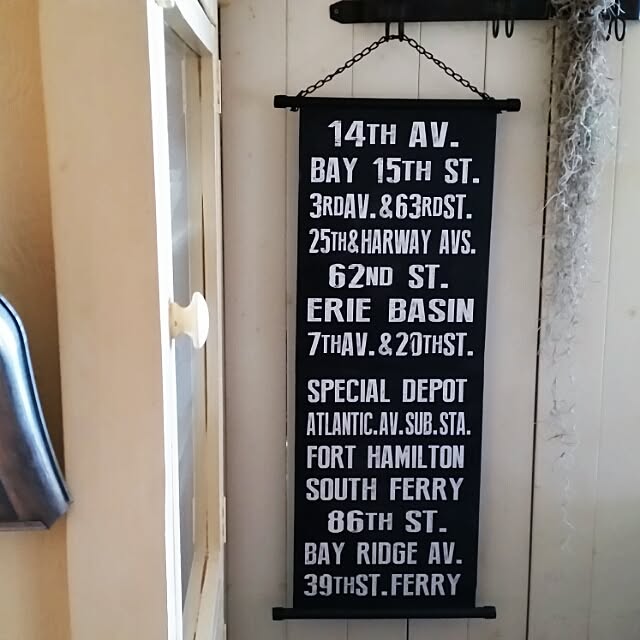 14TH AV.
BAY 15TH ST.
3RDAV.&63RDST.
25TH&HARWAY AVS.
62ND ST.
ERIE BASIN
7THAV.&20THST.
SPECIAL DEPOT
ATLANTIC.AV.SUB.STA.
FORT HAMILTON
SOUTH FERRY
86TH ST.
BAY RIDGE AV.
39THST.FERRY